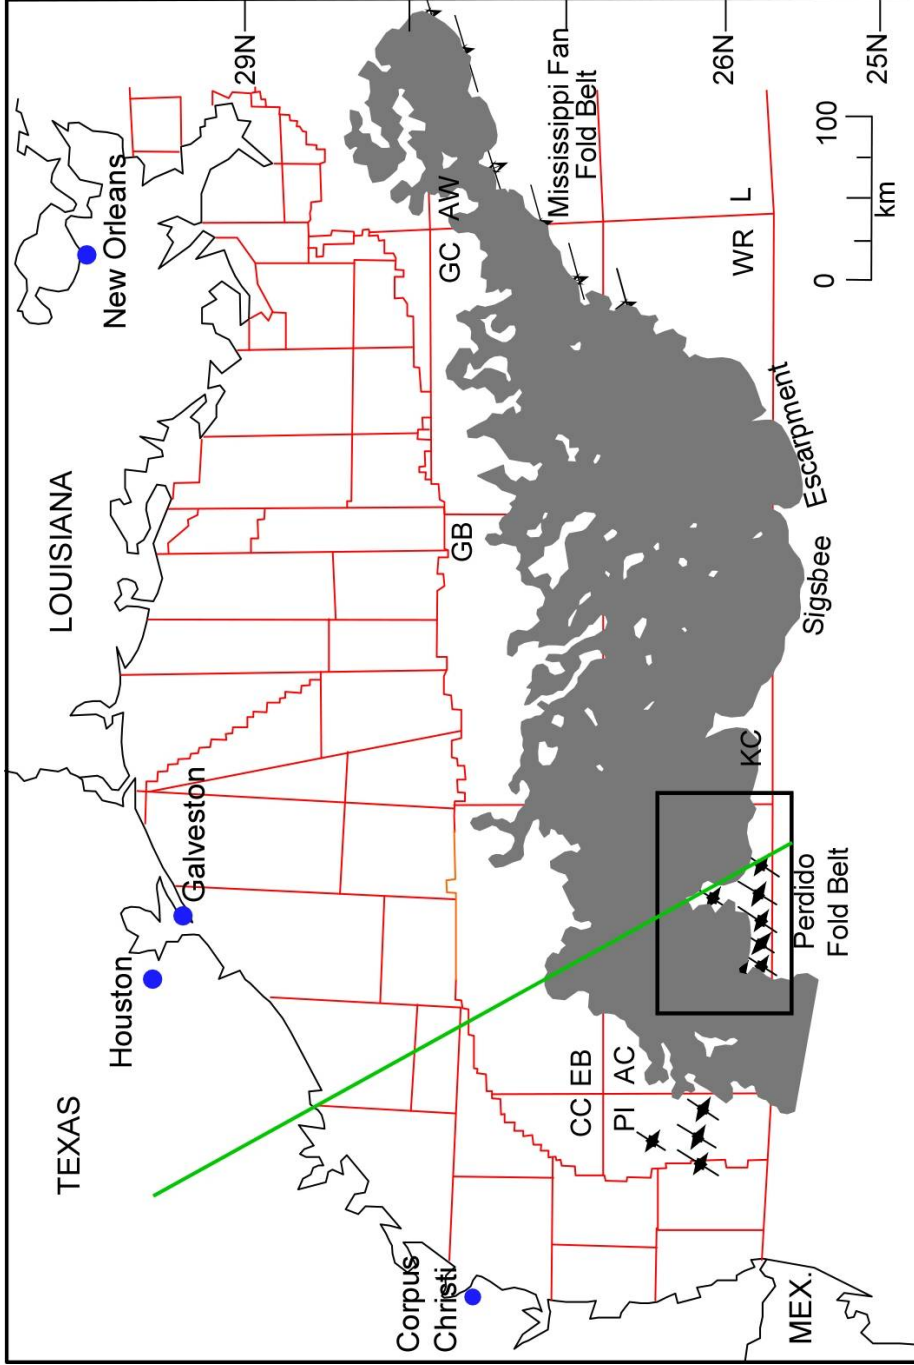 TEXAS
LOUISIANA
Houston
Galveston
New Orleans
29N
Corpus
Christi
GB
GC
AW
Mississippi Fan
Fold Belt
CC
EB
PI
AC
KC
WR
L
26N
Sigsbee
Escarpment
Perdido
Fold Belt
MEX.
0
100
km
25N